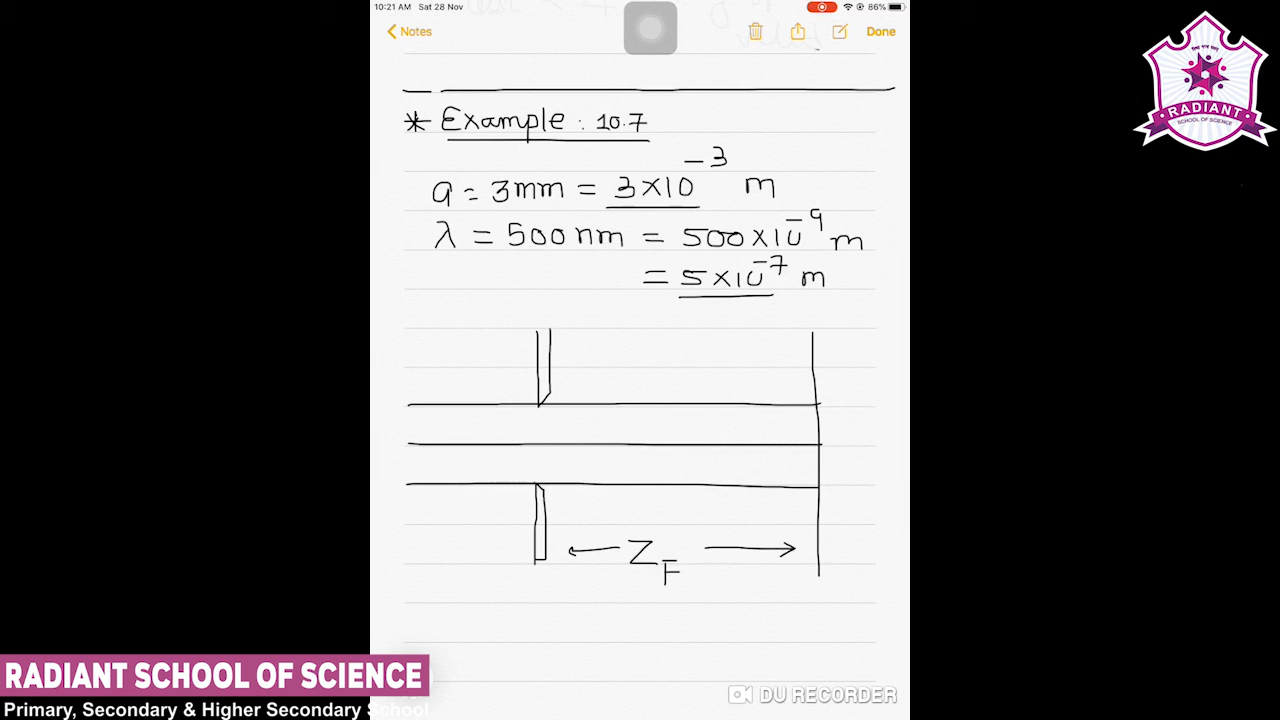 10:21 AM Sat 28 Nov
86%
Notes
Done
* Example : 10.7
a = 3mm = 3×10⁻³ m
λ = 500 nm = 500×10⁻⁹ m
= 5×10⁻⁷ m
← Z_F →
RADIANT
SCHOOL OF SCIENCE
DU RECORDER
RADIANT SCHOOL OF SCIENCE
Primary, Secondary & Higher Secondary School